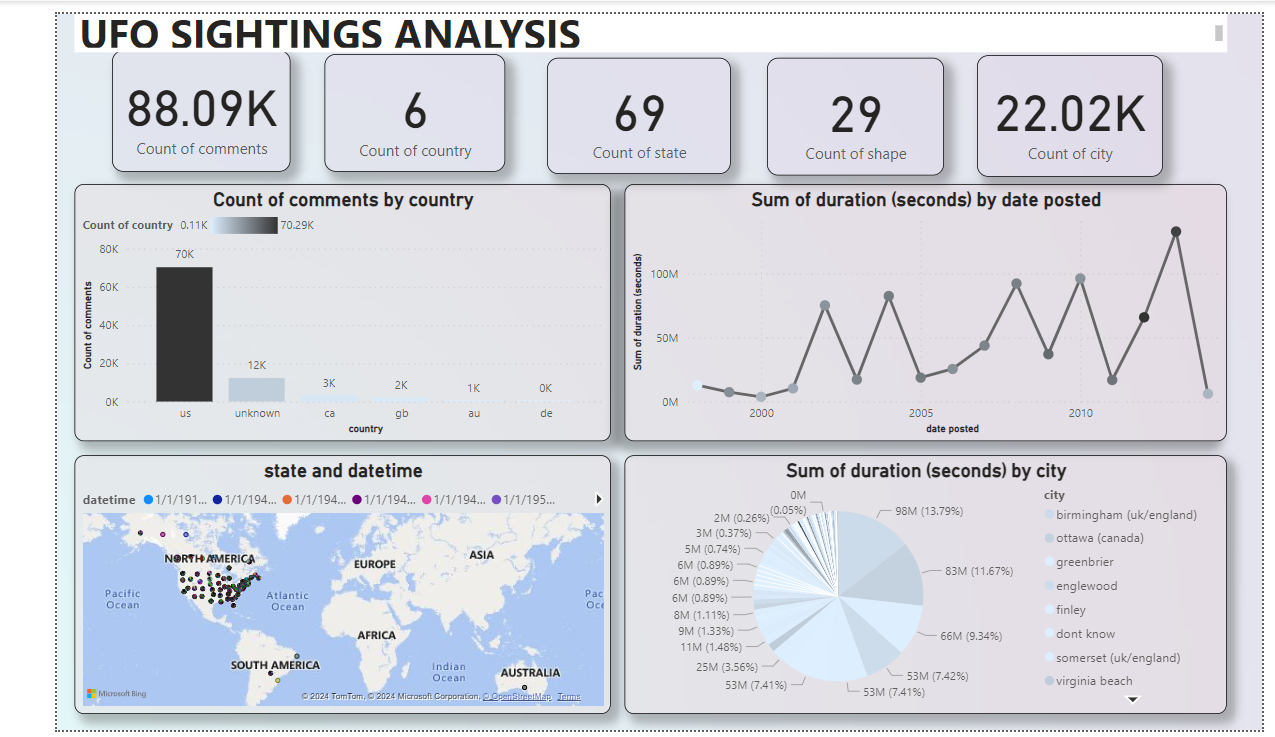 UFO SIGHTINGS ANALYSIS
88.09K
Count of comments
6
Count of country
69
Count of state
29
Count of shape
22.02K
Count of city
Count of comments by country
Count of country 0.11K 70.29K
Count of comments
80K
60K
40K
20K
0K
70K
12K
3K
2K
1K
0K
us
unknown
ca
gb
au
de
country
Sum of duration (seconds) by date posted
Sum of duration (seconds)
100M
50M
0M
2000
2005
2010
date posted
state and datetime
datetime 1/1/191... 1/1/194... 1/1/194... 1/1/194... 1/1/194... 1/1/195...
NORTH AMERICA
EUROPE
ASIA
Pacific
Ocean
Atlantic
Ocean
Pac
Oce
AFRICA
SOUTH AMERICA
Indian
Ocean
AUSTRALIA
Microsoft Bing
© 2024 TomTom, © 2024 Microsoft Corporation, © OpenStreetMap Terms
Sum of duration (seconds) by city
0M
(0.05%)
2M (0.26%)
3M (0.37%)
5M (0.74%)
6M (0.89%)
6M (0.89%)
6M (0.89%)
8M (1.11%)
9M (1.33%)
11M (1.48%)
25M (3.56%)
53M (7.41%)
53M (7.41%)
53M (7.42%)
66M (9.34%)
83M (11.67%)
98M (13.79%)
city
birmingham (uk/england)
ottawa (canada)
greenbrier
englewood
finley
dont know
somerset (uk/england)
virginia beach